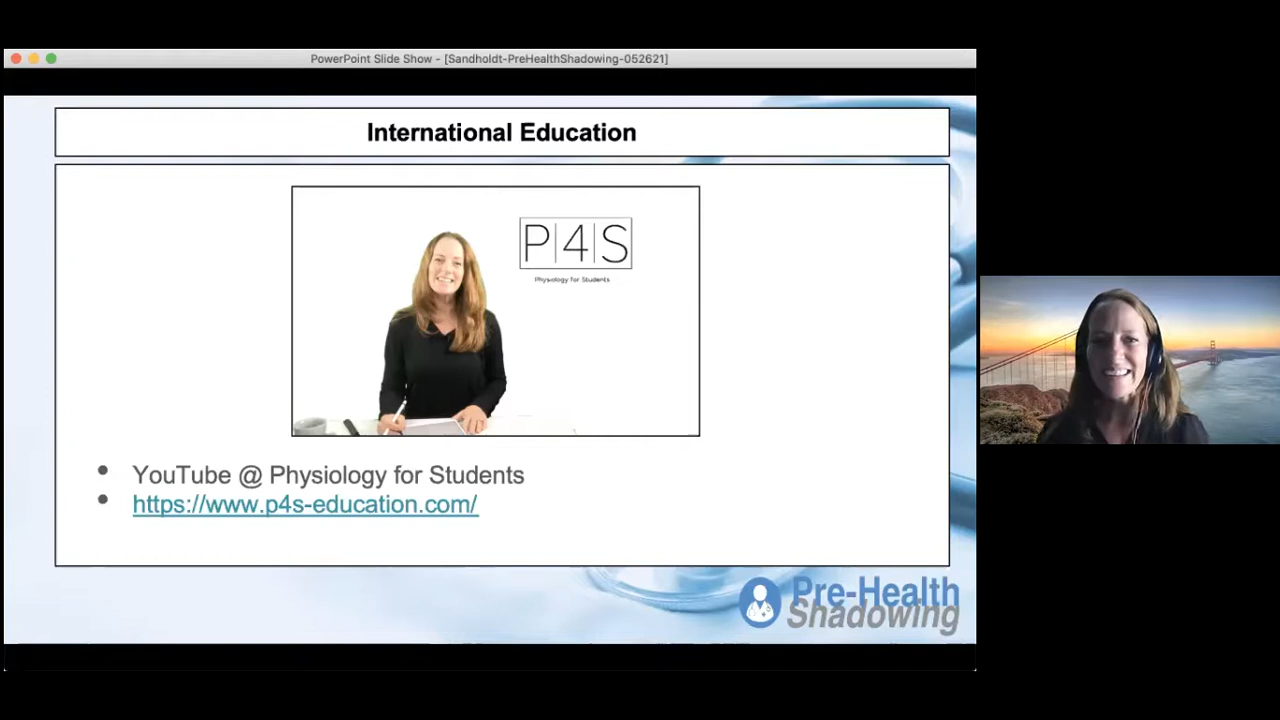 PowerPoint Slide Show - [Sandholdt-PreHealthShadowing-052621]
International Education
P|4|S
Physiology for Students
• YouTube @ Physiology for Students
• https://www.p4s-education.com/
Pre-Health
Shadowing